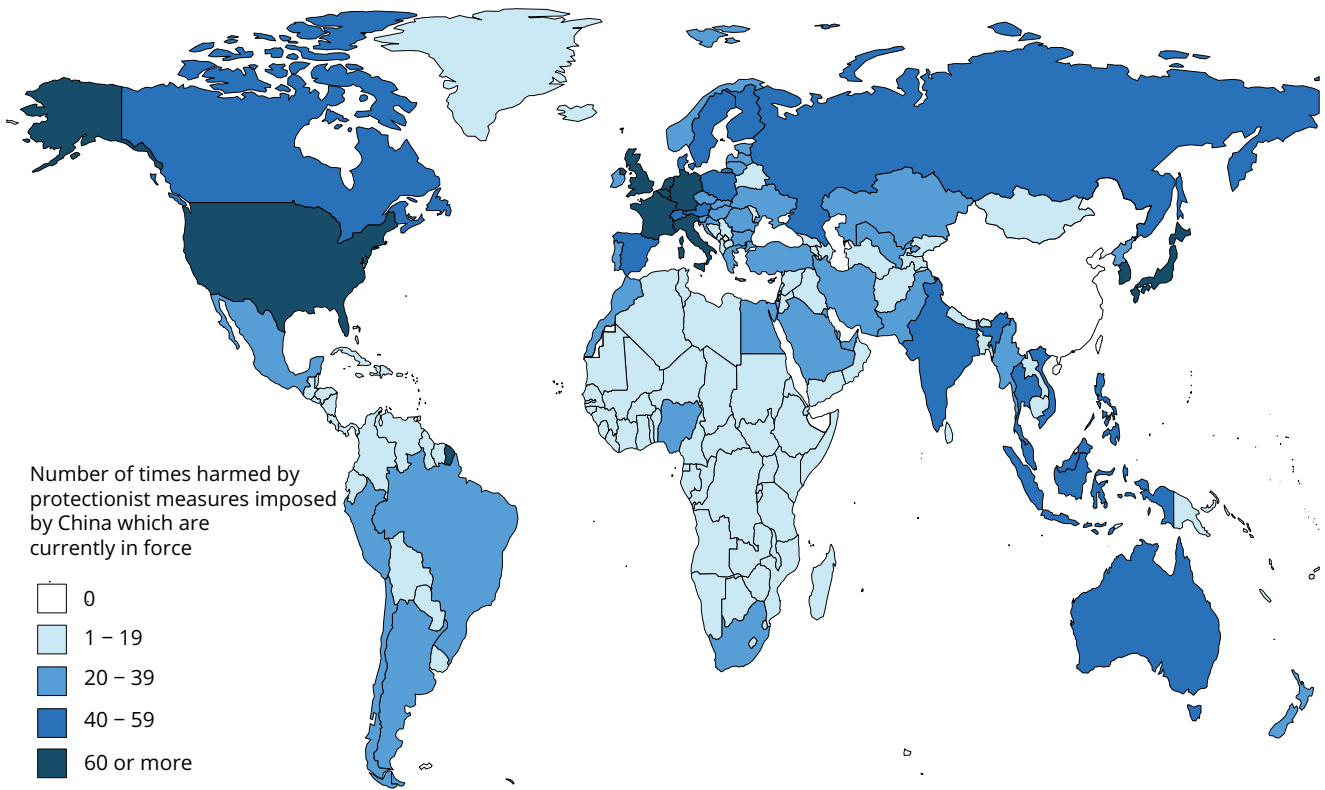 Number of times harmed by
protectionist measures imposed
by China which are
currently in force
0
1 – 19
20 – 39
40 – 59
60 or more